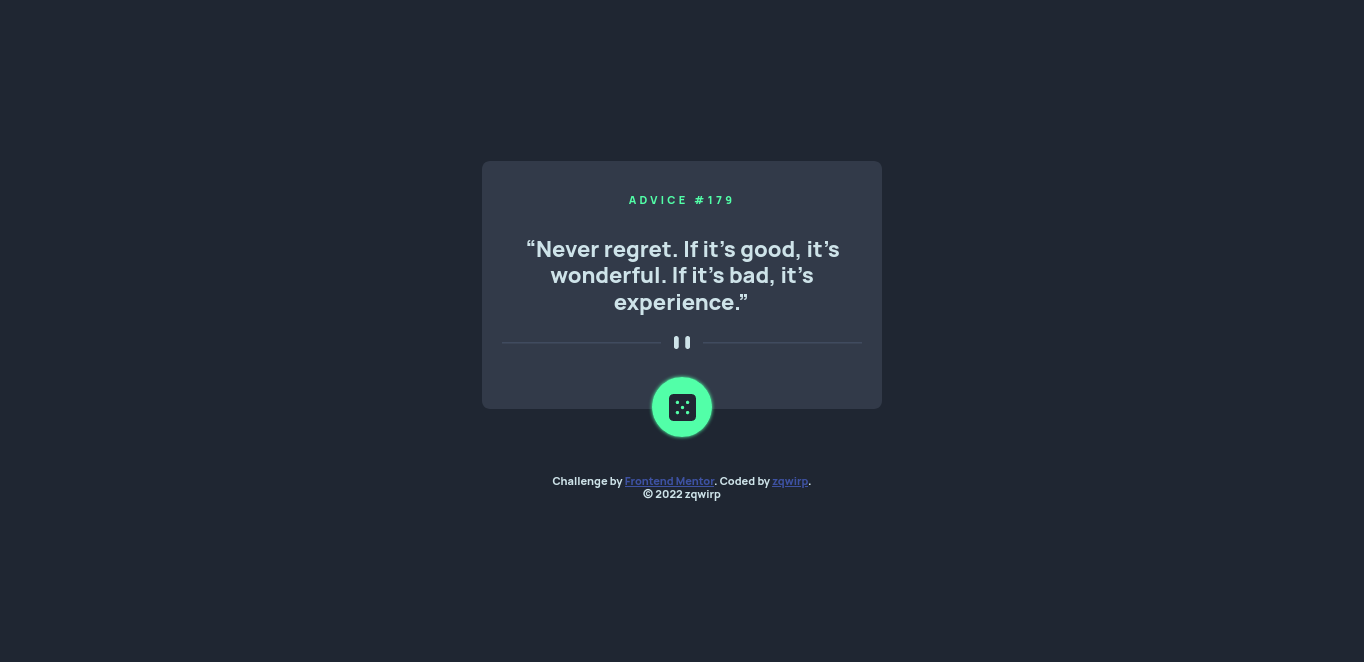 ADVICE #179
“Never regret. If it’s good, it’s
wonderful. If it’s bad, it’s
experience.”
Challenge by Frontend Mentor. Coded by zqwirp.
© 2022 zqwirp